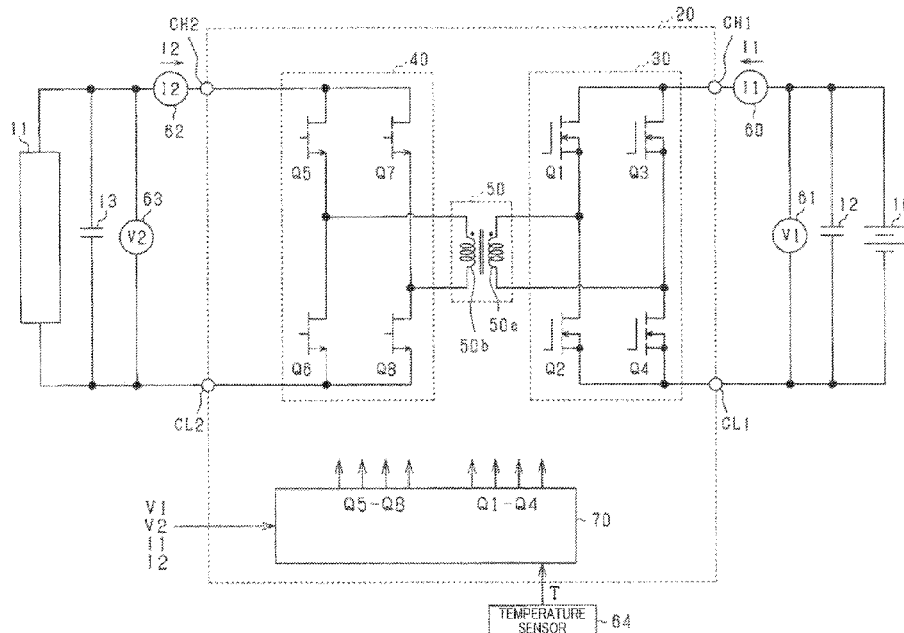 20
CH2
CH1
I2
40
30
I1
I2
I1
62
60
11
Q5
Q7
Q1
Q3
13
63
50
61
12
10
V2
V1
50a
50b
Q6
Q8
Q2
Q4
CL2
CL1
Q5-Q8
Q1-Q4
V1
V2
I1
I2
70
T
TEMPERATURE
SENSOR
64